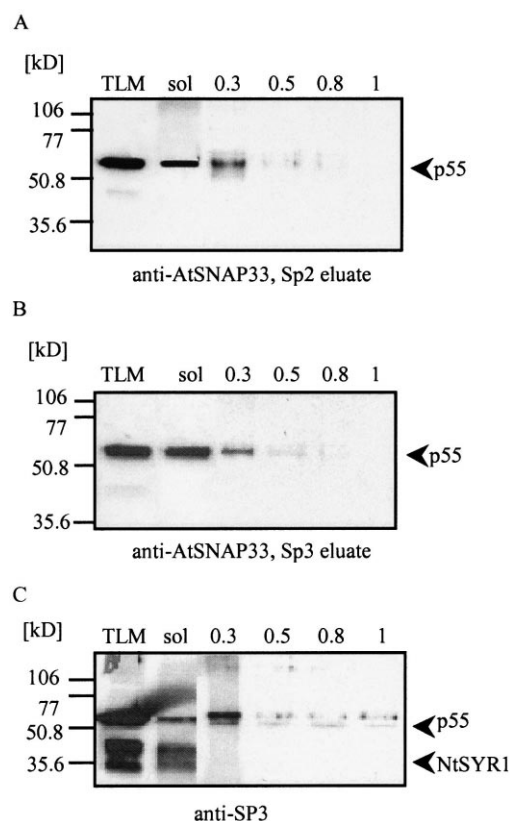 A
[kD]
TLM sol 0.3 0.5 0.8 1
106
77
50.8
35.6
p55
anti-AtSNAP33, Sp2 eluate
B
[kD]
TLM sol 0.3 0.5 0.8 1
106
77
50.8
35.6
p55
anti-AtSNAP33, Sp3 eluate
C
[kD]
TLM sol 0.3 0.5 0.8 1
106
77
50.8
35.6
p55
NtSYR1
anti-SP3